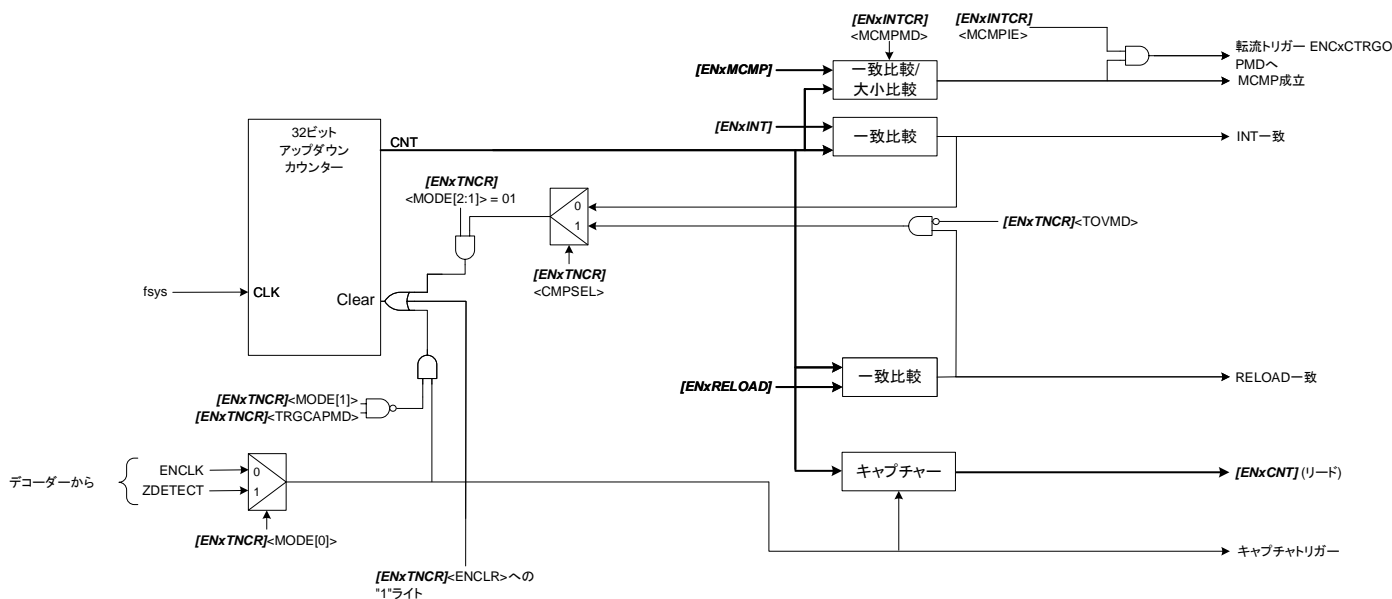 [ENxINTCR]
<MCMPMD>
[ENxINTCR]
<MCMPIE>
転流トリガー ENCxCTRGO
PMDへ
MCMP成立
[ENxMCMP]
一致比較/
大小比較
[ENxINT]
一致比較
INT一致
32ビット
アップダウン
カウンター
CNT
[ENxTNCR]
<MODE[2:1]> = 01
0
1
[ENxTNCR]<TOVMD>
[ENxTNCR]
<CMPSEL>
fsys
CLK
Clear
[ENxRELOAD]
一致比較
RELOAD一致
[ENxTNCR]<MODE[1]>
[ENxTNCR]<TRGCAPMD>
デコーダーから
ENCLK
ZDETECT
0
1
[ENxTNCR]<MODE[0]>
キャプチャー
[ENxCNT] (リード)
キャプチャトリガー
[ENxTNCR]<ENCLR>への
"1"ライト